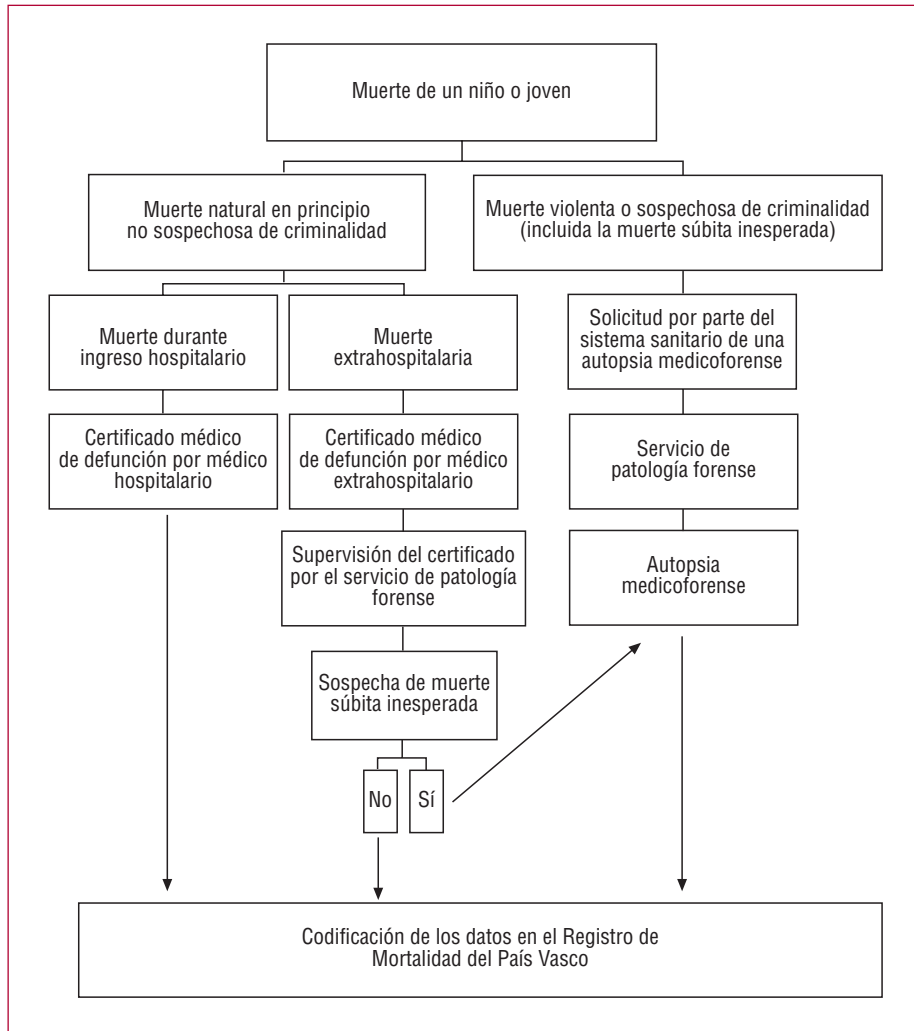 Muerte de un niño o joven
Muerte natural en principio
no sospechosa de criminalidad
Muerte violenta o sospechosa de criminalidad
(incluida la muerte súbita inesperada)
Muerte durante
ingreso hospitalario
Muerte
extrahospitalaria
Solicitud por parte del
sistema sanitario de una
autopsia medicoforense
Certificado médico
de defunción por médico
hospitalario
Certificado médico
de defunción por médico
extrahospitalario
Servicio de
patología forense
Supervisión del certificado
por el servicio de patología
forense
Autopsia
medicoforense
Sospecha de muerte
súbita inesperada
No
Sí
Codificación de los datos en el Registro de
Mortalidad del País Vasco